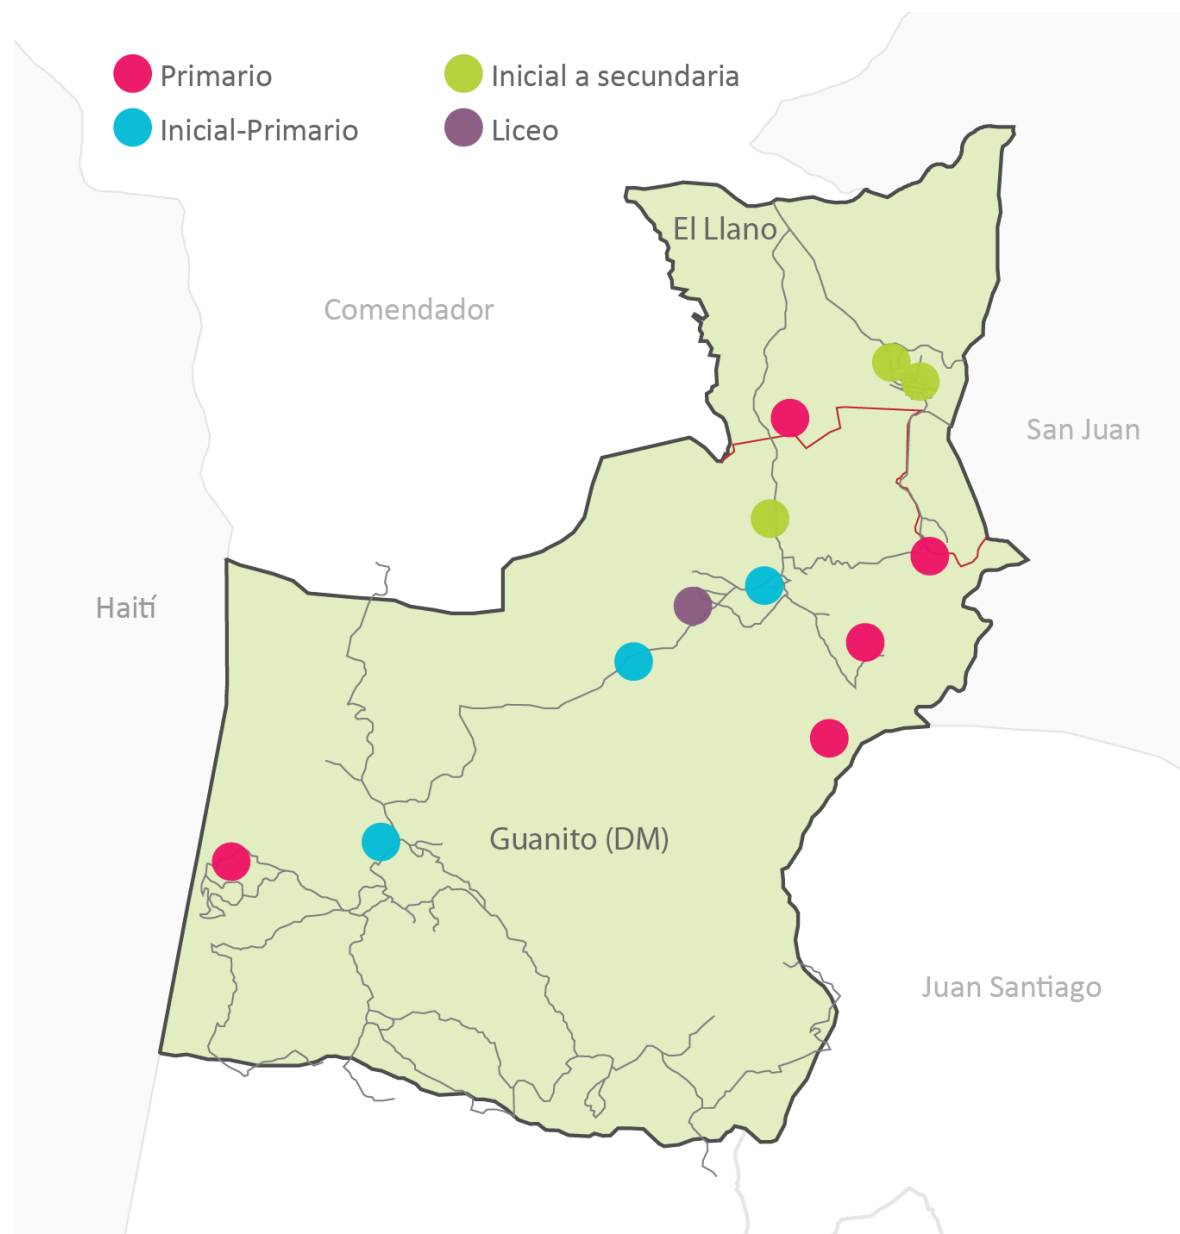 Primario
Inicial a secundaria
Inicial-Primario
Liceo
El Llano
Comendador
San Juan
Haití
Guanito (DM)
Juan Santiago